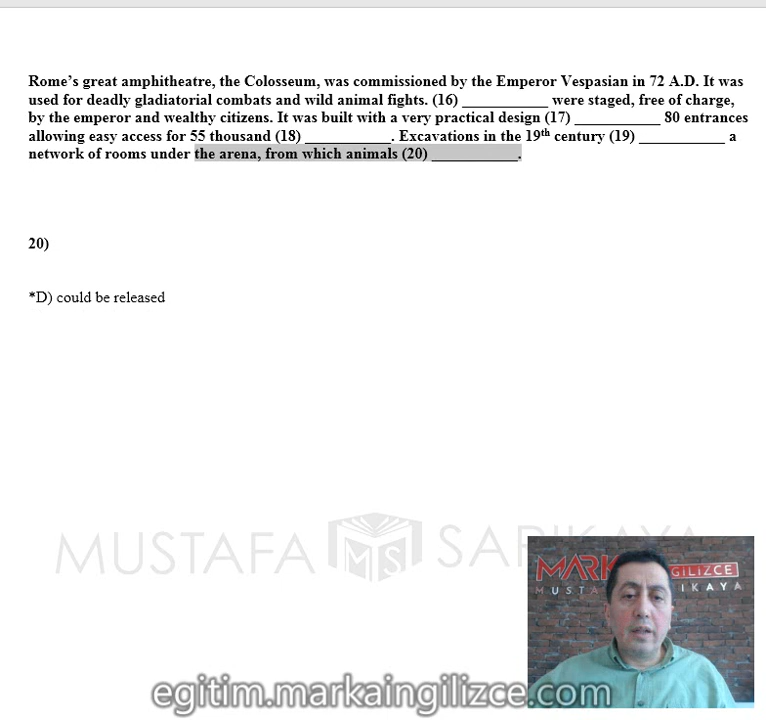 Rome’s great amphitheatre, the Colosseum, was commissioned by the Emperor Vespasian in 72 A.D. It was
used for deadly gladiatorial combats and wild animal fights. (16) ___________ were staged, free of charge,
by the emperor and wealthy citizens. It was built with a very practical design (17) ___________ 80 entrances
allowing easy access for 55 thousand (18) ___________. Excavations in the 19th century (19) ___________ a
network of rooms under the arena, from which animals (20) ___________.
20)
*D) could be released
MUSTAFA MS SARIKAYA
MARK GILIZCE
MUSTA IKAYA
egitim.markaingilizce.com